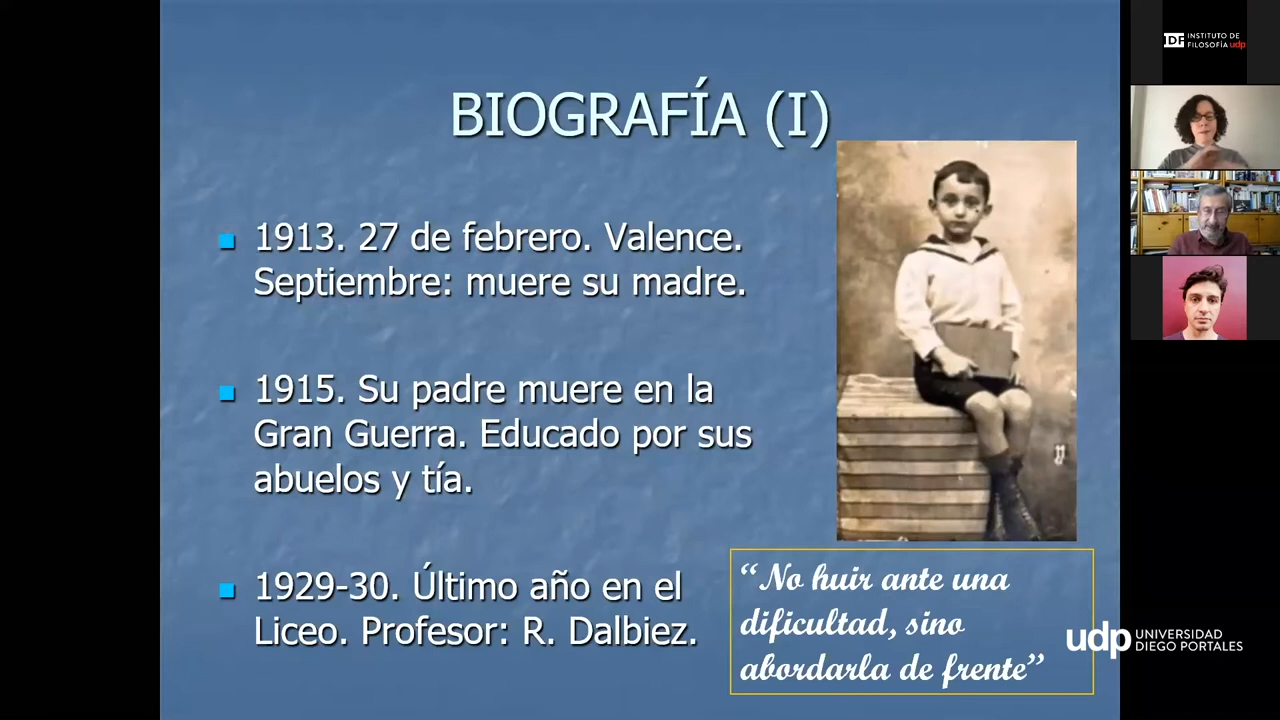 BIOGRAFÍA (I)
1913. 27 de febrero. Valence.
Septiembre: muere su madre.
1915. Su padre muere en la
Gran Guerra. Educado por sus
abuelos y tía.
1929-30. Último año en el
Liceo. Profesor: R. Dalbiez.
“No huir ante una
dificultad, sino
abordarla de frente”
IDF INSTITUTO DE
FILOSOFÍA udp
udp UNIVERSIDAD
DIEGO PORTALES